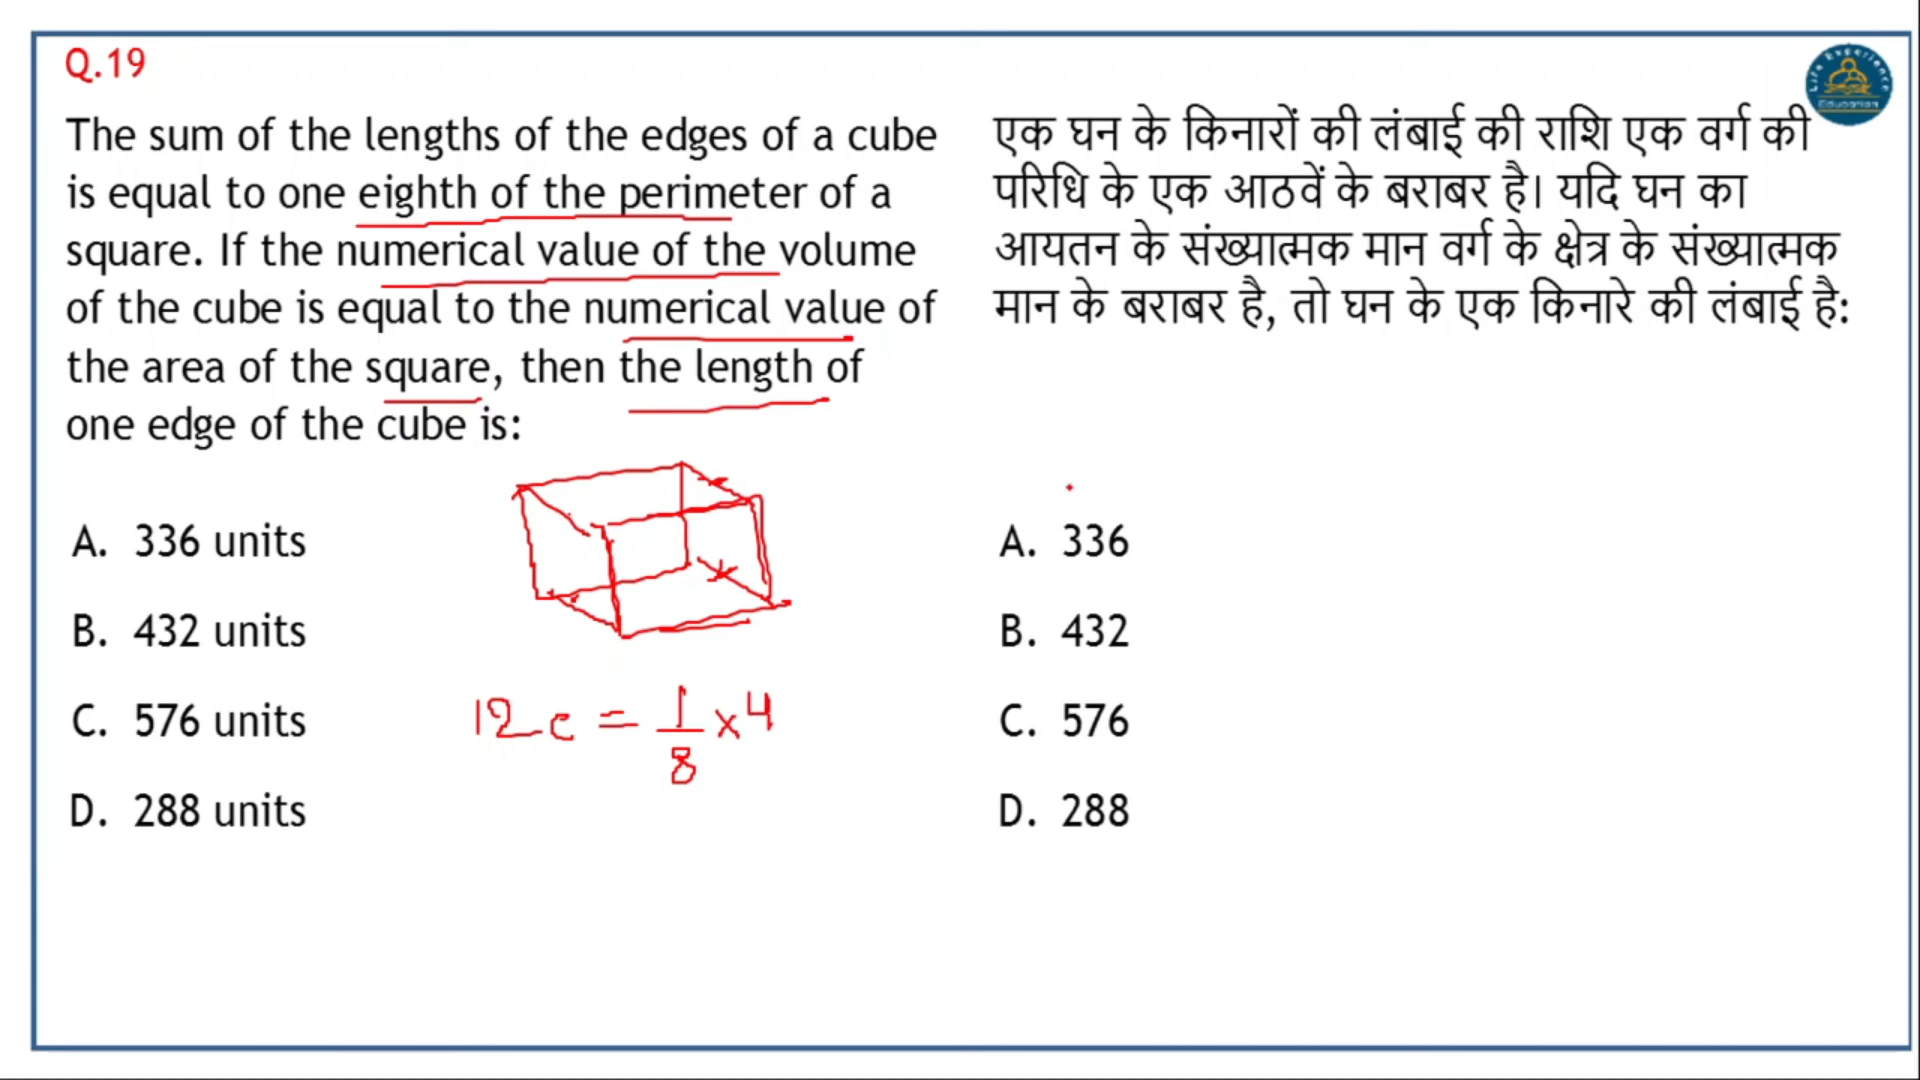 Q.19
The sum of the lengths of the edges of a cube
is equal to one eighth of the perimeter of a
square. If the numerical value of the volume
of the cube is equal to the numerical value of
the area of the square, then the length of
one edge of the cube is:
A. 336 units
B. 432 units
C. 576 units
D. 288 units
12c = 1/8 x 4
Life Experience
Education
एक घन के किनारों की लंबाई की राशि एक वर्ग की
परिधि के एक आठवें के बराबर है। यदि घन का
आयतन के संख्यात्मक मान वर्ग के क्षेत्र के संख्यात्मक
मान के बराबर है, तो घन के एक किनारे की लंबाई है:
A. 336
B. 432
C. 576
D. 288